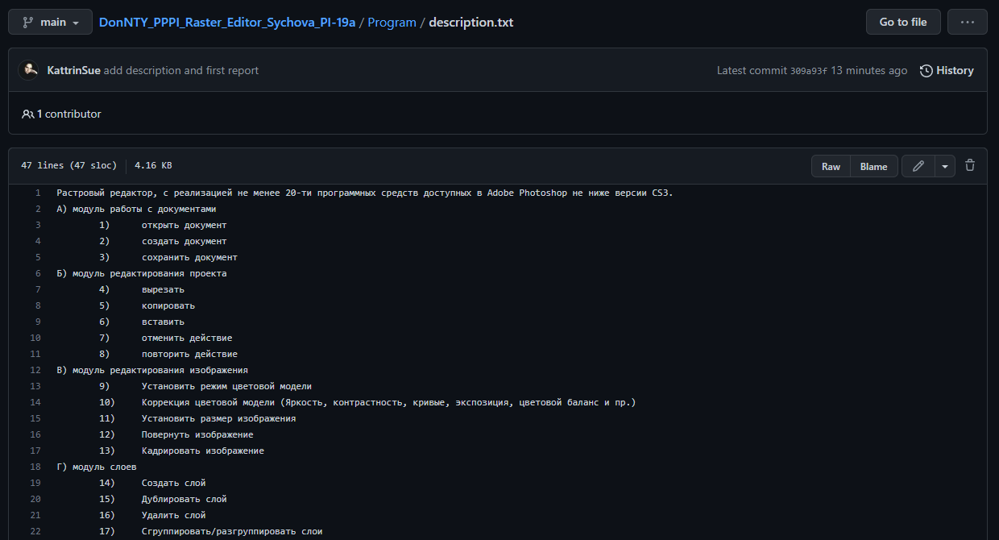 main
DonNTY_PPPI_Raster_Editor_Sychova_PI-19a / Program / description.txt
Go to file
...
KattrinSue add description and first report
Latest commit 309a93f 13 minutes ago
History
1 contributor
47 lines (47 sloc) 4.16 KB
Raw
Blame
1 Растровый редактор, с реализацией не менее 20-ти программных средств доступных в Adobe Photoshop не ниже версии CS3.
2 А) модуль работы с документами
3 1) открыть документ
4 2) создать документ
5 3) сохранить документ
6 Б) модуль редактирования проекта
7 4) вырезать
8 5) копировать
9 6) вставить
10 7) отменить действие
11 8) повторить действие
12 В) модуль редактирования изображения
13 9) Установить режим цветовой модели
14 10) Коррекция цветовой модели (Яркость, контрастность, кривые, экспозиция, цветовой баланс и пр.)
15 11) Установить размер изображения
16 12) Повернуть изображение
17 13) Кадрировать изображение
18 Г) модуль слоев
19 14) Создать слой
20 15) Дублировать слой
21 16) Удалить слой
22 17) Сгруппировать/разгруппировать слои